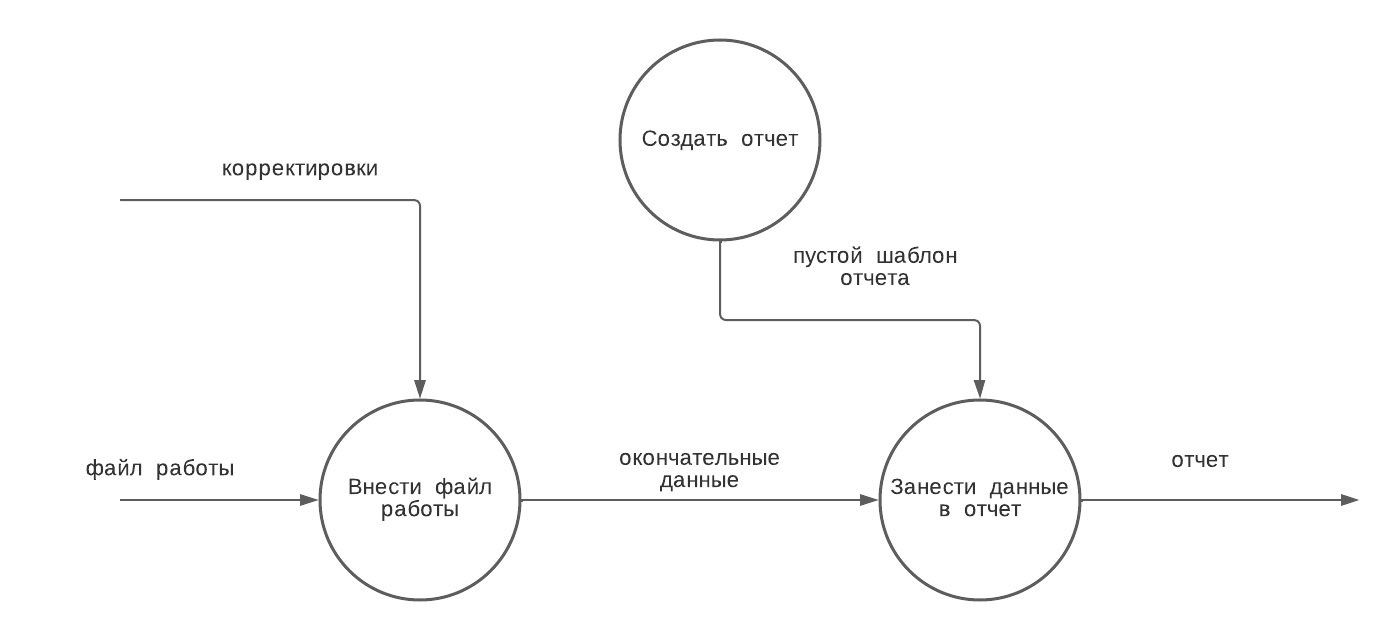 Создать отчет
корректировки
пустой шаблон
отчета
файл работы
Внести файл
работы
окончательные
данные
Занести данные
в отчет
отчет